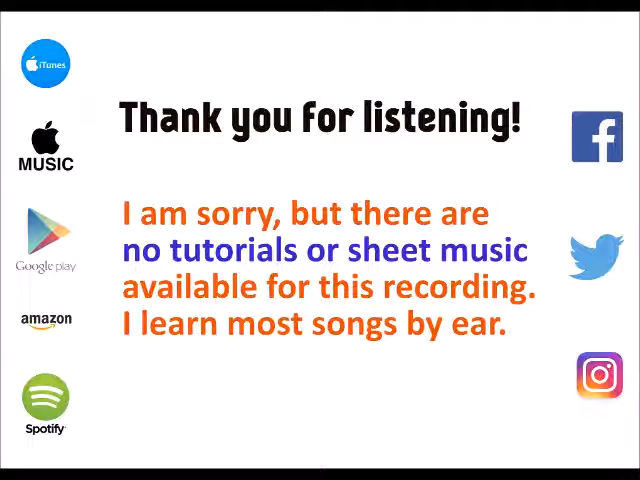 iTunes
Thank you for listening!
MUSIC
I am sorry, but there are
no tutorials or sheet music
available for this recording.
I learn most songs by ear.
Google play
amazon
Spotify